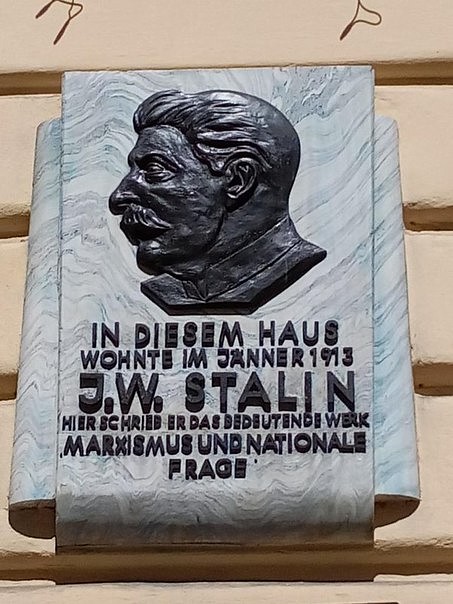 IN DIESEM HAUS
WOHNTE IM JÄNNER 1913
J.W. STALIN
HIER SCHRIEB ER DAS BEDEUTENDE WERK
'MARXISMUS UND NATIONALE
FRAGE'